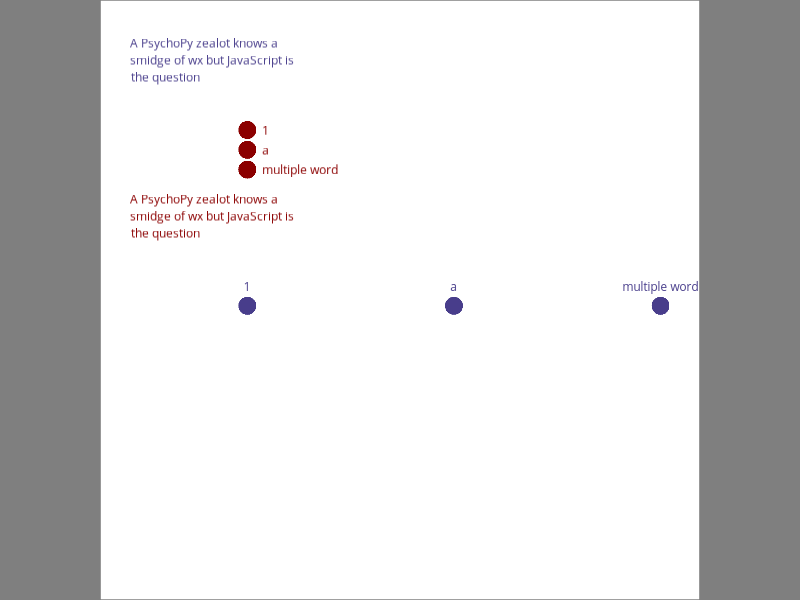 A PsychoPy zealot knows a
smidge of wx but JavaScript is
the question
1
a
multiple word
A PsychoPy zealot knows a
smidge of wx but JavaScript is
the question
1 a multiple word